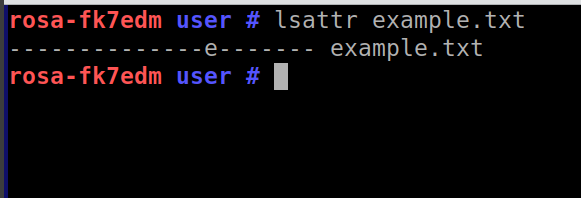 rosa-fk7edm user # lsattr example.txt
--------------e------- example.txt
rosa-fk7edm user #